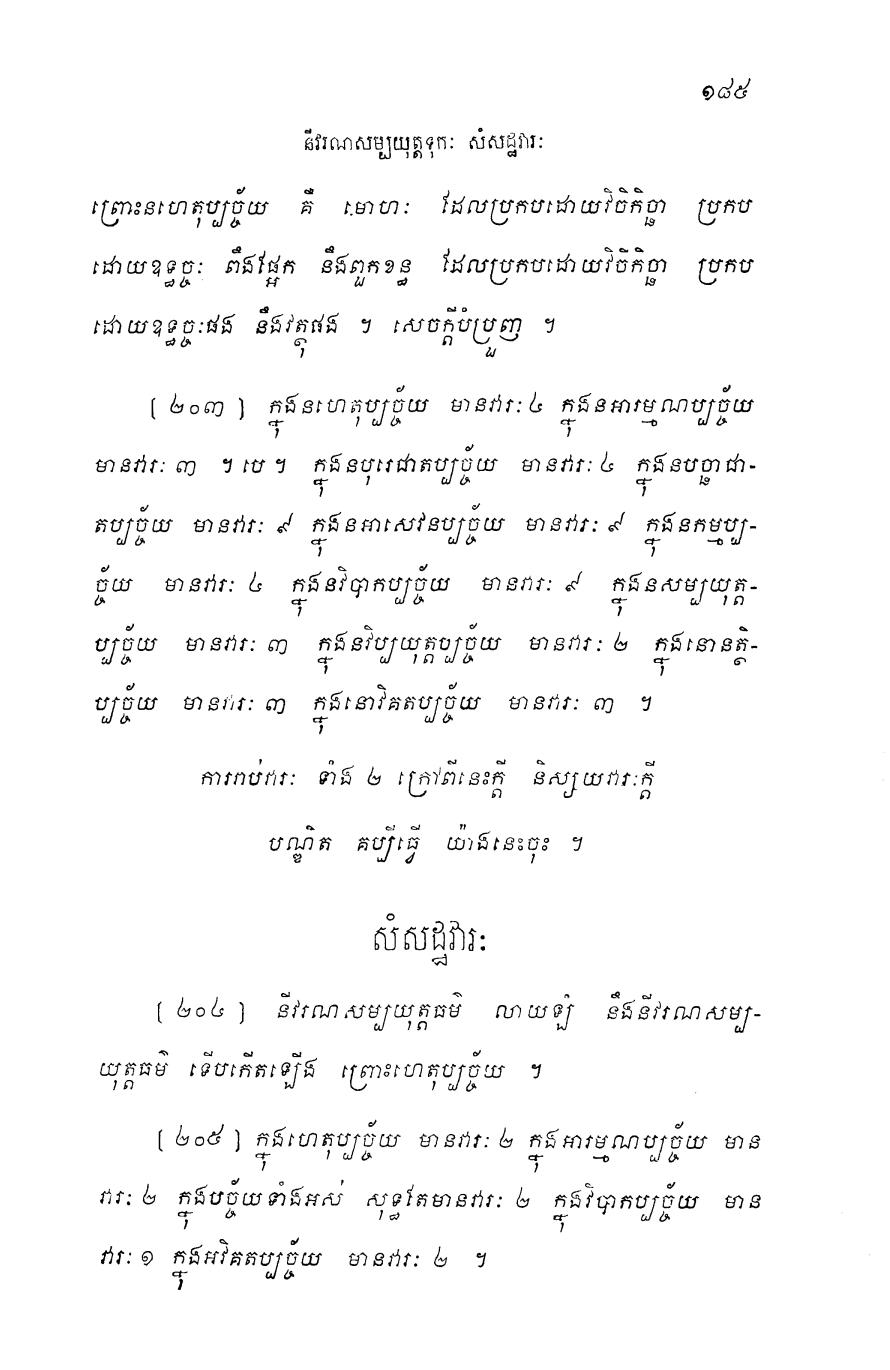 ១៨៥
នីវរណសម្បយុត្តទុកៈ សំសដ្ឋវារៈ
ព្រោះនហេតុប្បច្ច័យ គឺ មោហៈ ដែលប្រកបដោយវិចិកិច្ឆា ប្រកប
ដោយឧទ្ធច្ចៈ ពឹងផ្អែក នឹងពួកខន្ធ ដែលប្រកបដោយវិចិកិច្ឆា ប្រកប
ដោយឧទ្ធច្ចៈផង នឹងវត្ថុផង ។ សេចក្តីបំប្រួញ ។
[ ២០៣ ] ក្នុងនហេតុប្បច្ច័យ មានវារៈ ៤ ក្នុងនអារម្មណប្បច្ច័យ
មានវារៈ ៣ ។ បេ ។ ក្នុងនបុរេជាតប្បច្ច័យ មានវារៈ ៤ ក្នុងនបច្ឆាជា-
តប្បច្ច័យ មានវារៈ ៩ ក្នុងនអាសេវនប្បច្ច័យ មានវារៈ ៩ ក្នុងនកម្មប្ប-
ច្ច័យ មានវារៈ ៤ ក្នុងនវិបាកប្បច្ច័យ មានវារៈ ៩ ក្នុងនសម្បយុត្ត-
ប្បច្ច័យ មានវារៈ ៣ ក្នុងនវិប្បយុត្តប្បច្ច័យ មានវារៈ ២ ក្នុងនោនត្ថិ-
ប្បច្ច័យ មានវារៈ ៣ ក្នុងនោវិគតប្បច្ច័យ មានវារៈ ៣ ។
ការរាប់វារៈ ទាំង ២ ក្រៅពីនេះក្តី និស្សយវារៈក្តី
បណ្ឌិត គប្បីធ្វើ យ៉ាងនេះចុះ ។
សំសដ្ឋវារៈ
[ ២០៤ ] នីវរណសម្បយុត្តធម៌ លាយឡំ នឹងនីវរណសម្ប-
យុត្តធម៌ ទើបកើតឡើង ព្រោះហេតុប្បច្ច័យ ។
[ ២០៥ ] ក្នុងហេតុប្បច្ច័យ មានវារៈ ២ ក្នុងអារម្មណប្បច្ច័យ មាន
វារៈ ២ ក្នុងបច្ច័យទាំងអស់ សុទ្ធតែមានវារៈ ២ ក្នុងវិបាកប្បច្ច័យ មាន
វារៈ ១ ក្នុងអវិគតប្បច្ច័យ មានវារៈ ២ ។